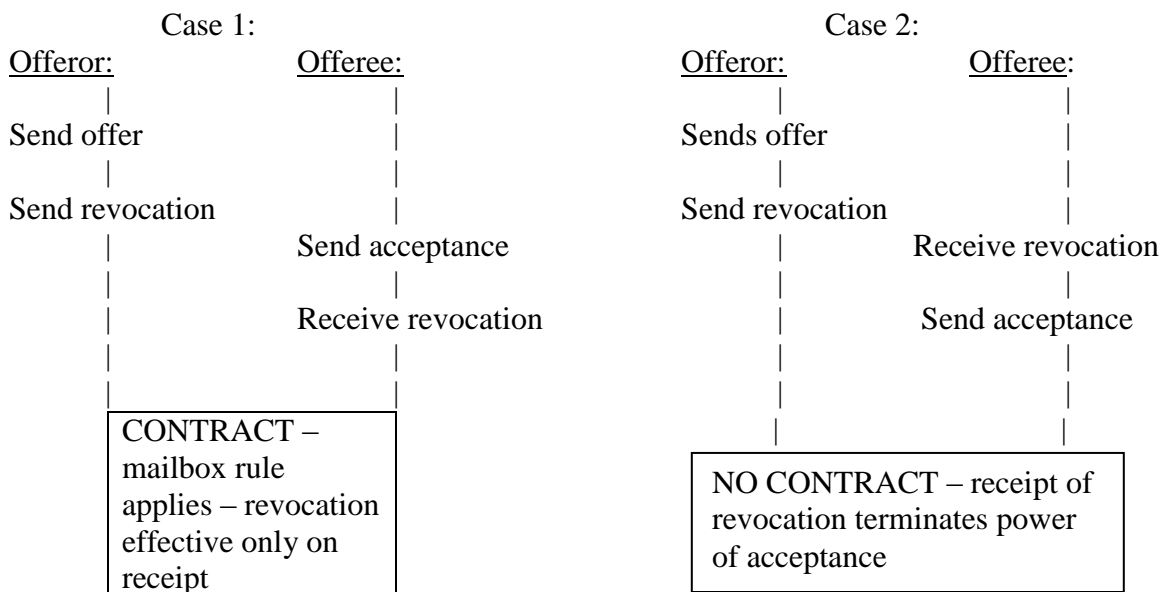 Case 1:
Offeror: Offeree:
Send offer
Send revocation
Send acceptance
Receive revocation
CONTRACT –
mailbox rule
applies – revocation
effective only on
receipt
Case 2:
Offeror: Offeree:
Sends offer
Send revocation
Receive revocation
Send acceptance
NO CONTRACT – receipt of
revocation terminates power
of acceptance